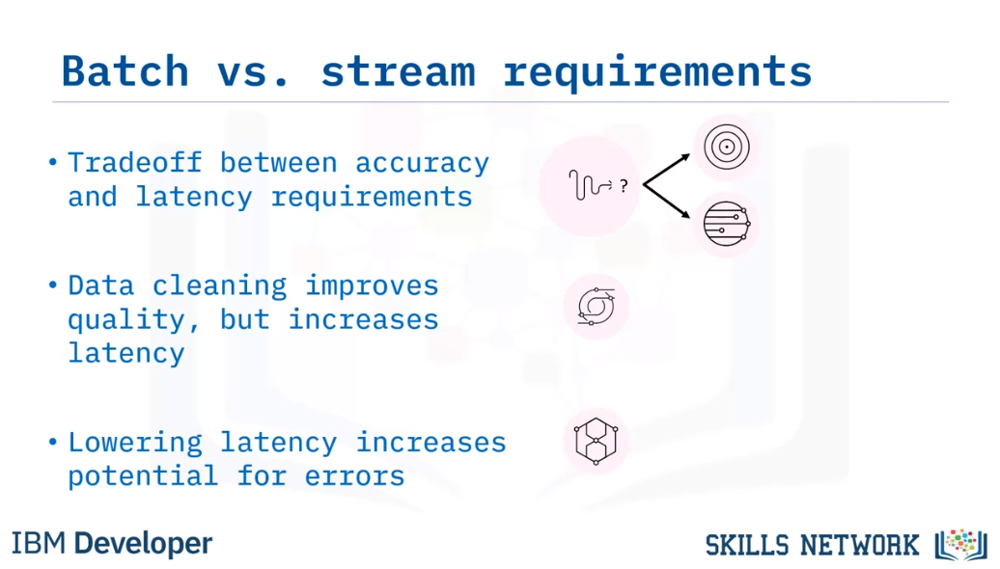 Batch vs. stream requirements
• Tradeoff between accuracy
and latency requirements
?
• Data cleaning improves
quality, but increases
latency
• Lowering latency increases
potential for errors
IBM Developer
SKILLS NETWORK